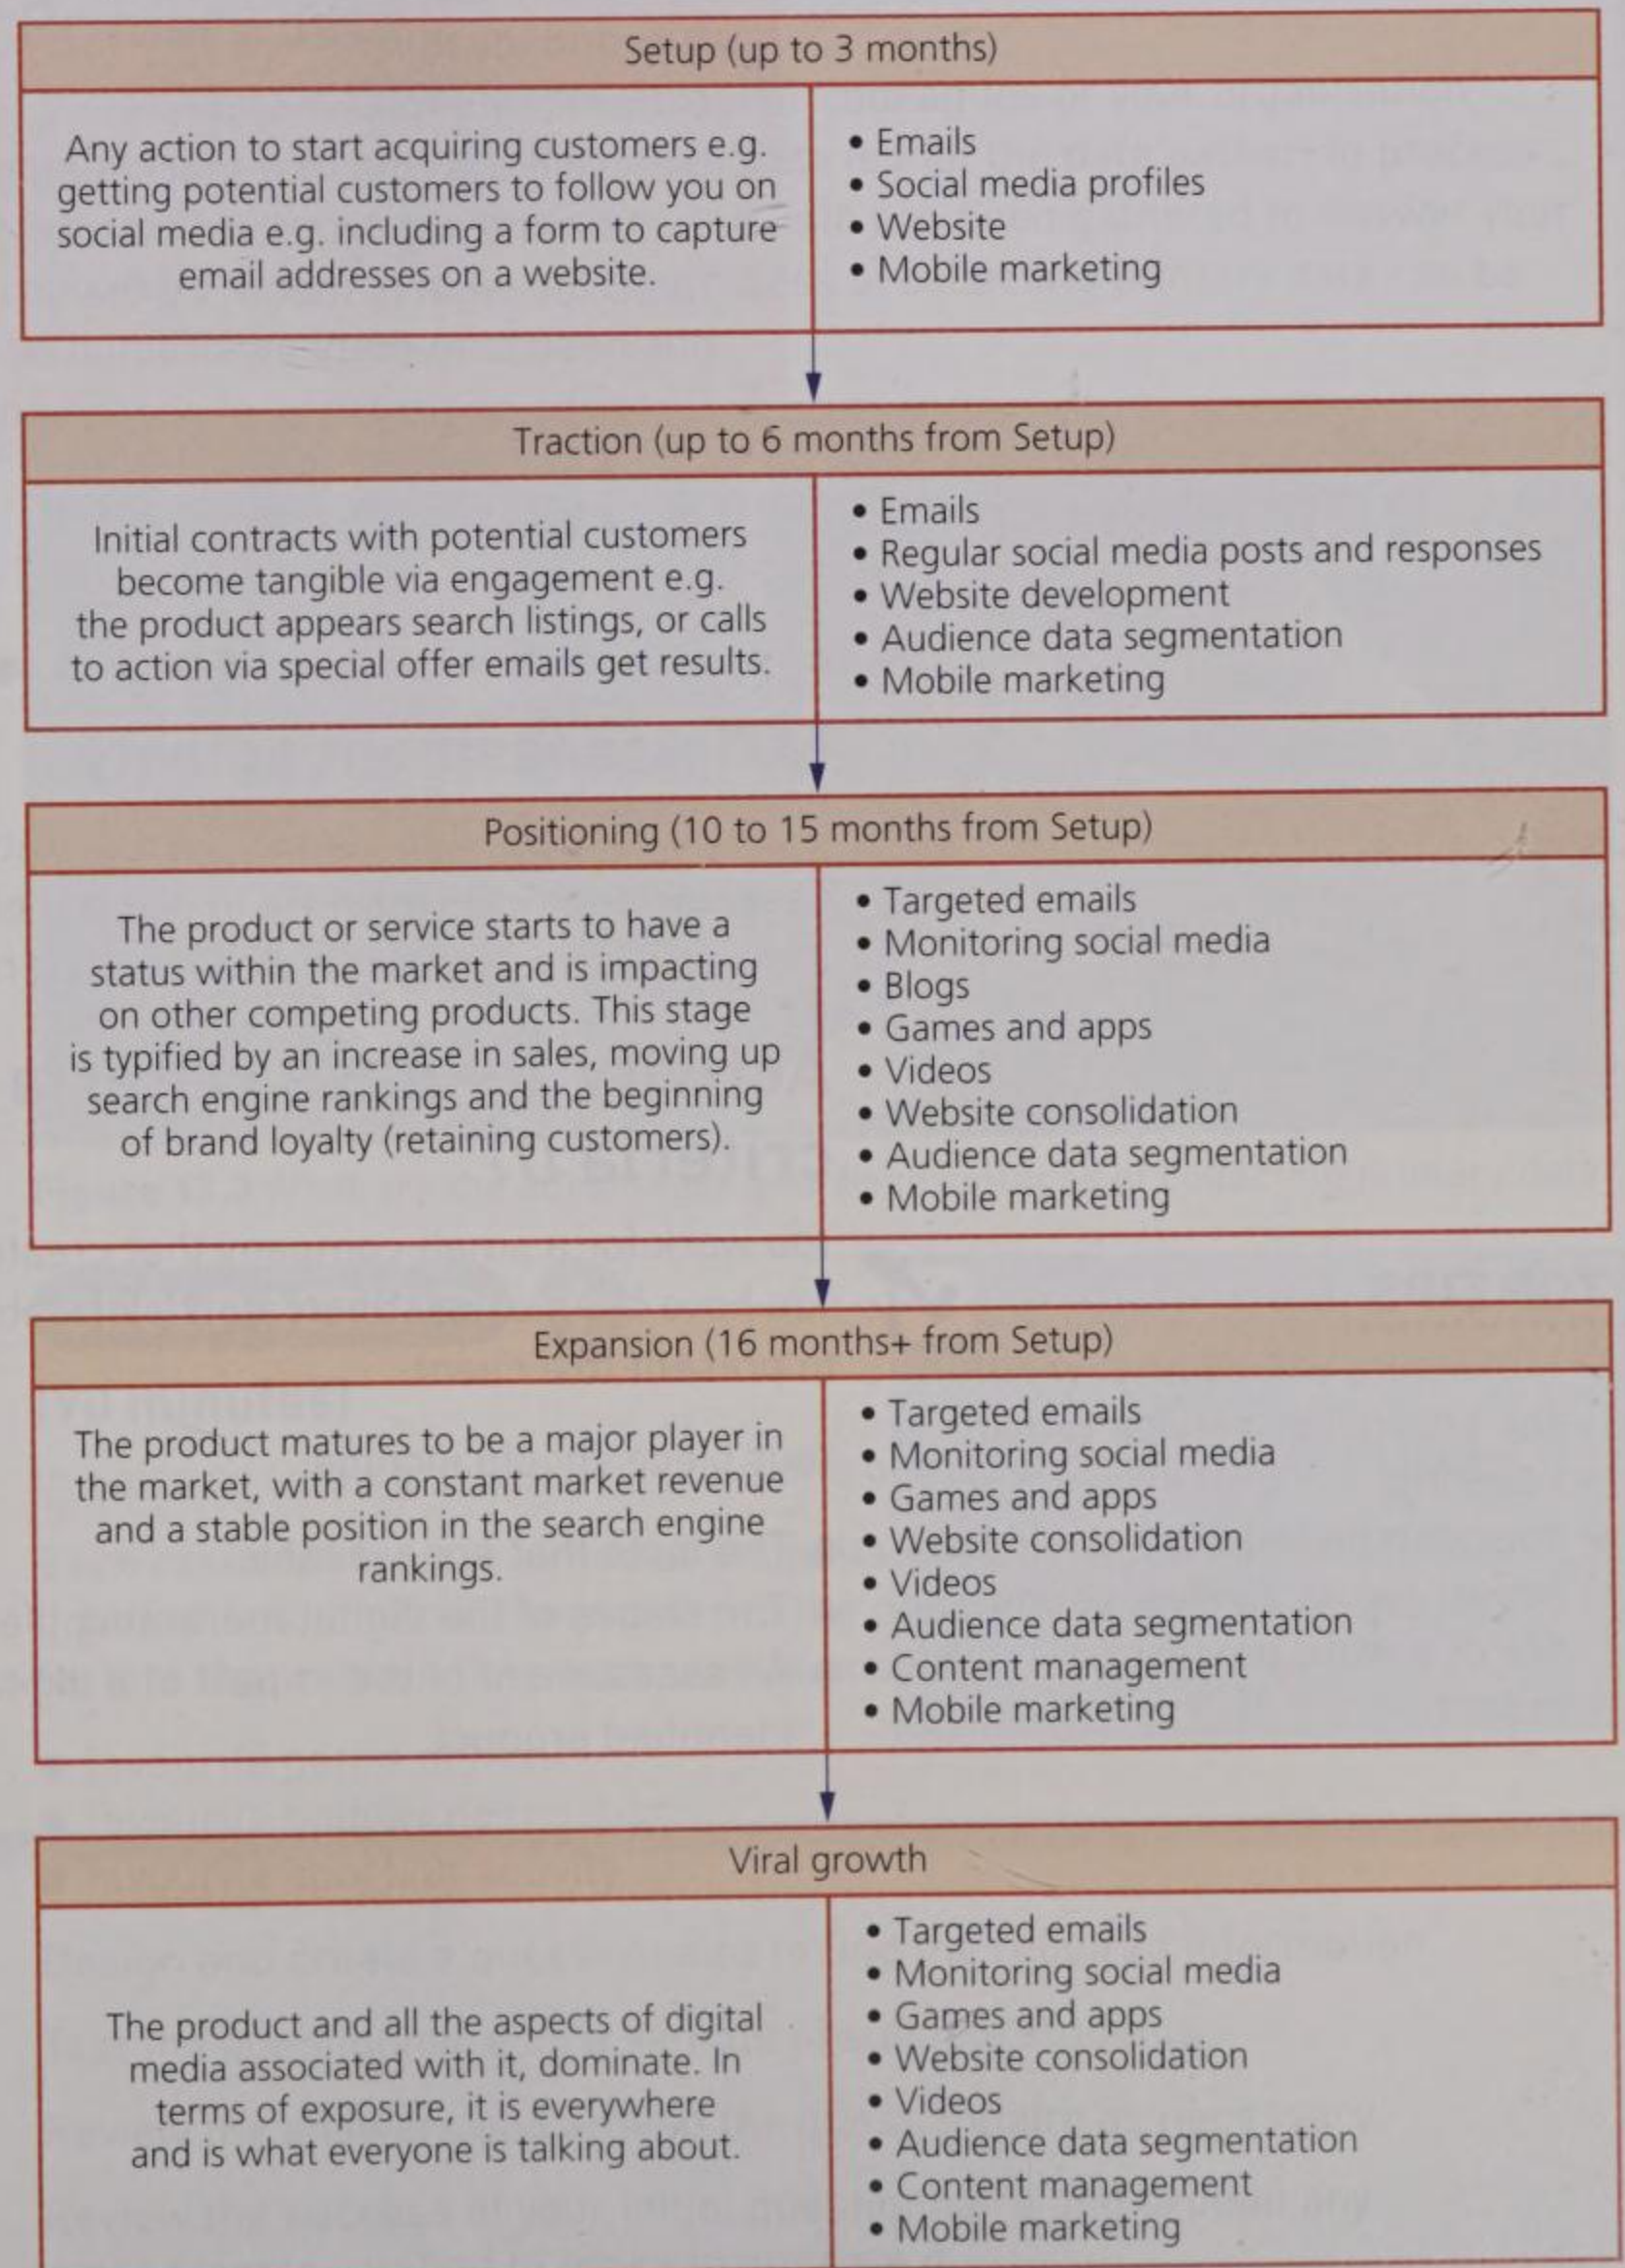 Setup (up to 3 months)
Any action to start acquiring customers e.g.
getting potential customers to follow you on
social media e.g. including a form to capture
email addresses on a website.
• Emails
• Social media profiles
• Website
• Mobile marketing
Traction (up to 6 months from Setup)
Initial contracts with potential customers
become tangible via engagement e.g.
the product appears search listings, or calls
to action via special offer emails get results.
• Emails
• Regular social media posts and responses
• Website development
• Audience data segmentation
• Mobile marketing
Positioning (10 to 15 months from Setup)
The product or service starts to have a
status within the market and is impacting
on other competing products. This stage
is typified by an increase in sales, moving up
search engine rankings and the beginning
of brand loyalty (retaining customers).
• Targeted emails
• Monitoring social media
• Blogs
• Games and apps
• Videos
• Website consolidation
• Audience data segmentation
• Mobile marketing
Expansion (16 months+ from Setup)
The product matures to be a major player in
the market, with a constant market revenue
and a stable position in the search engine
rankings.
• Targeted emails
• Monitoring social media
• Games and apps
• Website consolidation
• Videos
• Audience data segmentation
• Content management
• Mobile marketing
Viral growth
The product and all the aspects of digital
media associated with it, dominate. In
terms of exposure, it is everywhere
and is what everyone is talking about.
• Targeted emails
• Monitoring social media
• Games and apps
• Website consolidation
• Videos
• Audience data segmentation
• Content management
• Mobile marketing